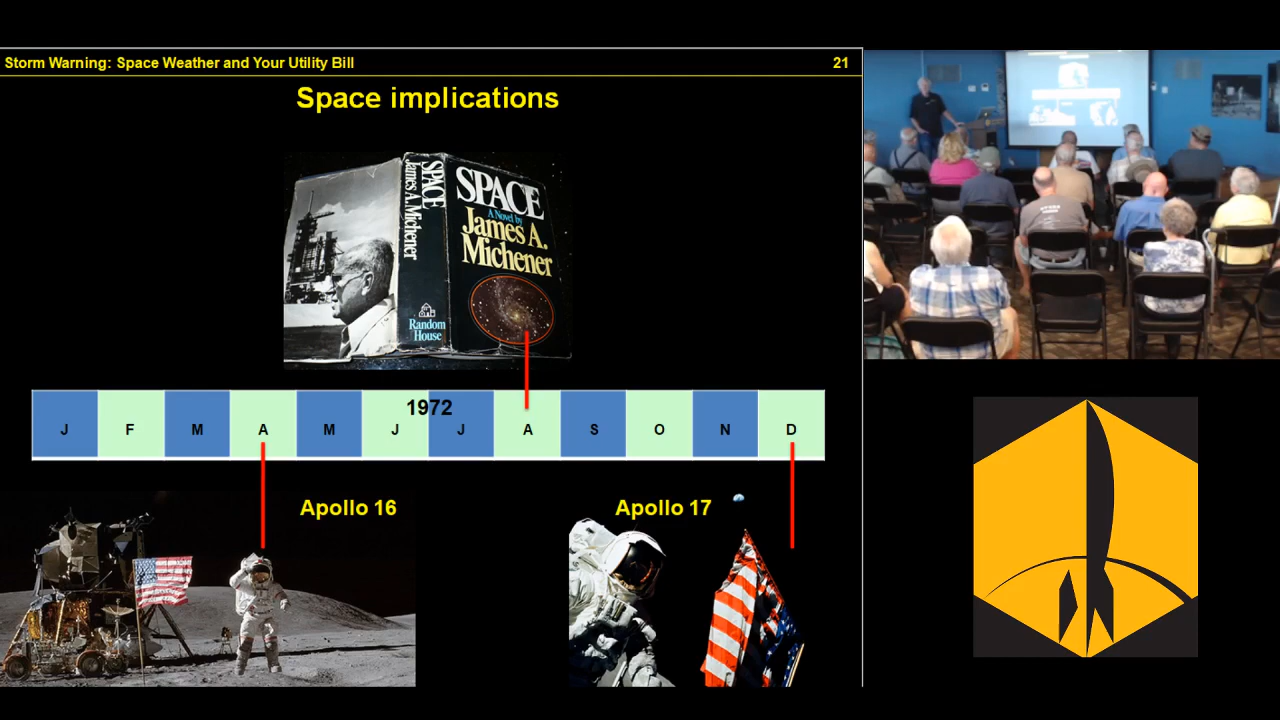 Storm Warning: Space Weather and Your Utility Bill
21
Space implications
SPACE
James A. Michener
Random
House
SPACE
A Novel by
James A.
Michener
1972
J F M A M J J A S O N D
Apollo 16
Apollo 17